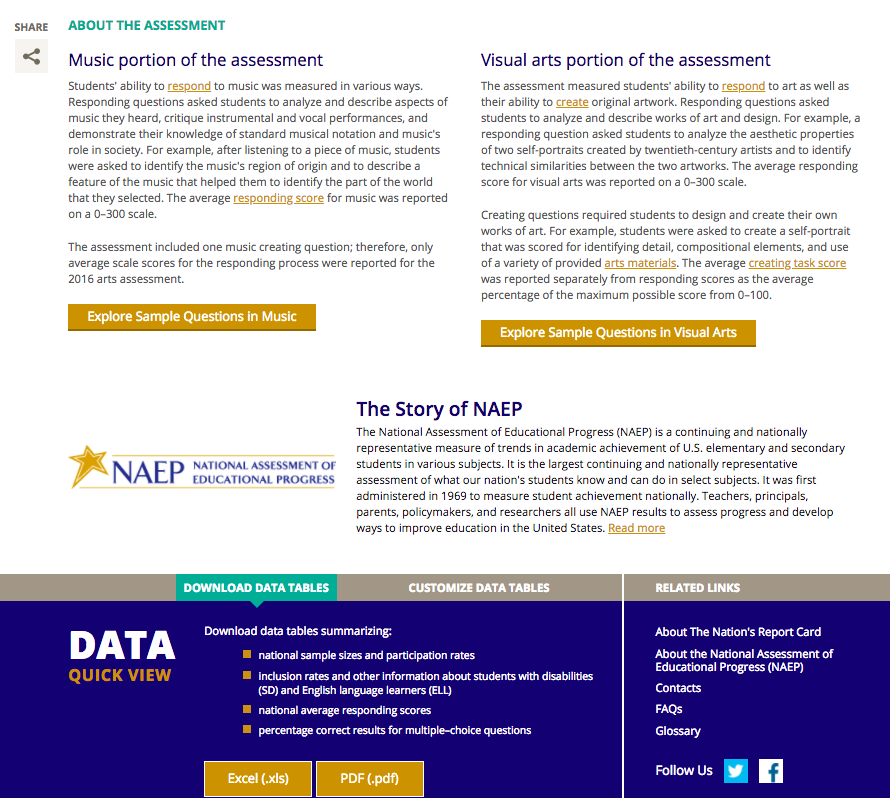 SHARE
ABOUT THE ASSESSMENT
Music portion of the assessment
Students' ability to respond to music was measured in various ways.
Responding questions asked students to analyze and describe aspects of
music they heard, critique instrumental and vocal performances, and
demonstrate their knowledge of standard musical notation and music's
role in society. For example, after listening to a piece of music, students
were asked to identify the music's region of origin and to describe a
feature of the music that helped them to identify the part of the world
that they selected. The average responding score for music was reported
on a 0–300 scale.
The assessment included one music creating question; therefore, only
average scale scores for the responding process were reported for the
2016 arts assessment.
Explore Sample Questions in Music
Visual arts portion of the assessment
The assessment measured students' ability to respond to art as well as
their ability to create original artwork. Responding questions asked
students to analyze and describe works of art and design. For example, a
responding question asked students to analyze the aesthetic properties
of two self-portraits created by twentieth-century artists and to identify
technical similarities between the two artworks. The average responding
score for visual arts was reported on a 0–300 scale.
Creating questions required students to design and create their own
works of art. For example, students were asked to create a self-portrait
that was scored for identifying detail, compositional elements, and use
of a variety of provided arts materials. The average creating task score
was reported separately from responding scores as the average
percentage of the maximum possible score from 0–100.
Explore Sample Questions in Visual Arts
NAEP NATIONAL ASSESSMENT OF
EDUCATIONAL PROGRESS
The Story of NAEP
The National Assessment of Educational Progress (NAEP) is a continuing and nationally
representative measure of trends in academic achievement of U.S. elementary and secondary
students in various subjects. It is the largest continuing and nationally representative
assessment of what our nation's students know and can do in select subjects. It was first
administered in 1969 to measure student achievement nationally. Teachers, principals,
parents, policymakers, and researchers all use NAEP results to assess progress and develop
ways to improve education in the United States. Read more
DOWNLOAD DATA TABLES
CUSTOMIZE DATA TABLES
RELATED LINKS
DATA
QUICK VIEW
Download data tables summarizing:
national sample sizes and participation rates
inclusion rates and other information about students with disabilities
(SD) and English language learners (ELL)
national average responding scores
percentage correct results for multiple–choice questions
Excel (.xls)
PDF (.pdf)
About The Nation's Report Card
About the National Assessment of
Educational Progress (NAEP)
Contacts
FAQs
Glossary
Follow Us